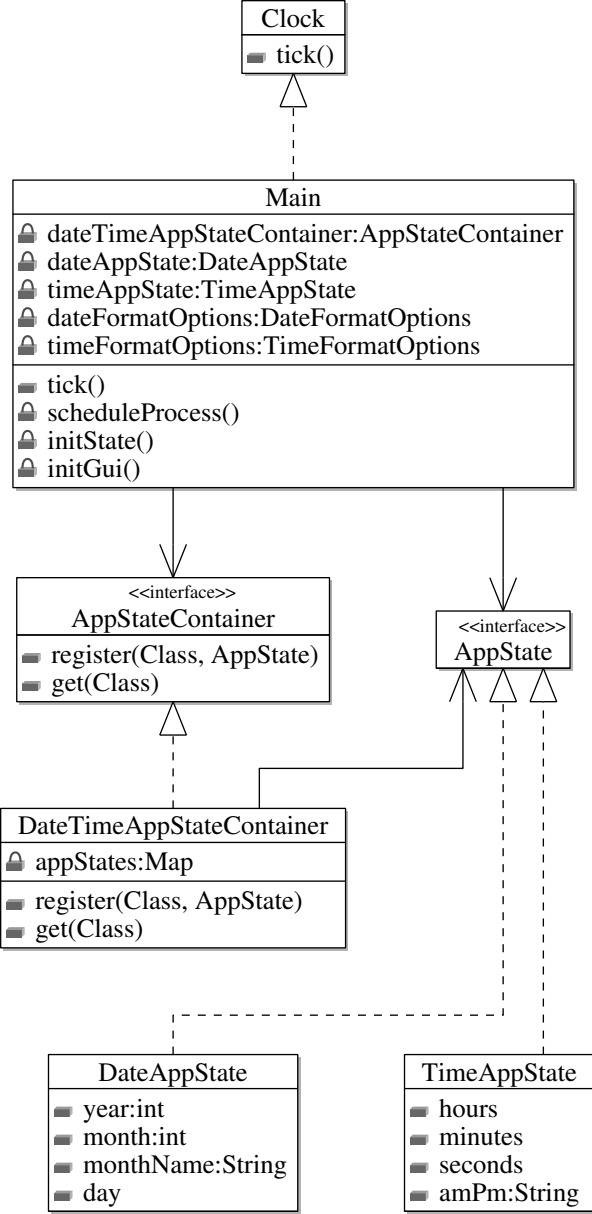 Clock
tick()
Main
dateTimeAppStateContainer:AppStateContainer
dateAppState:DateAppState
timeAppState:TimeAppState
dateFormatOptions:DateFormatOptions
timeFormatOptions:TimeFormatOptions
tick()
scheduleProcess()
initState()
initGui()
<<interface>>
AppStateContainer
register(Class, AppState)
get(Class)
<<interface>>
AppState
DateTimeAppStateContainer
appStates:Map
register(Class, AppState)
get(Class)
DateAppState
year:int
month:int
monthName:String
day
TimeAppState
hours
minutes
seconds
amPm:String